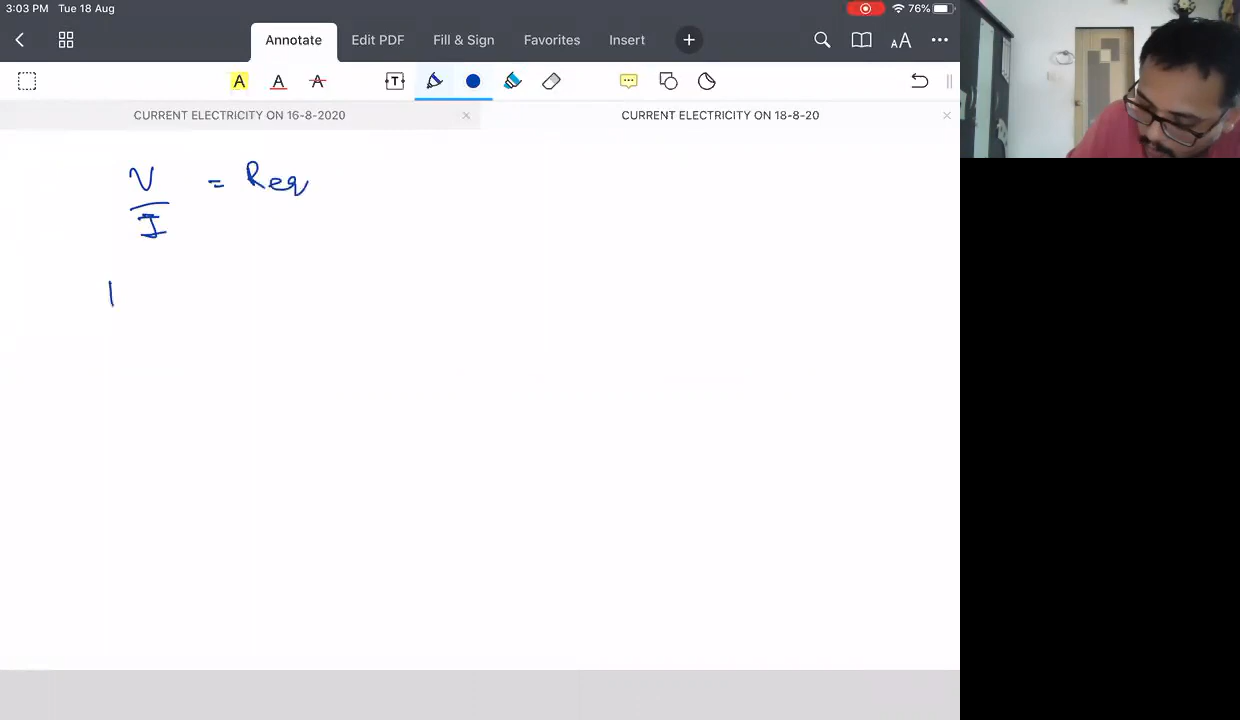 3:03 PM Tue 18 Aug
76%
Annotate Edit PDF Fill & Sign Favorites Insert
CURRENT ELECTRICITY ON 16-8-2020
CURRENT ELECTRICITY ON 18-8-20
V
= Req
I